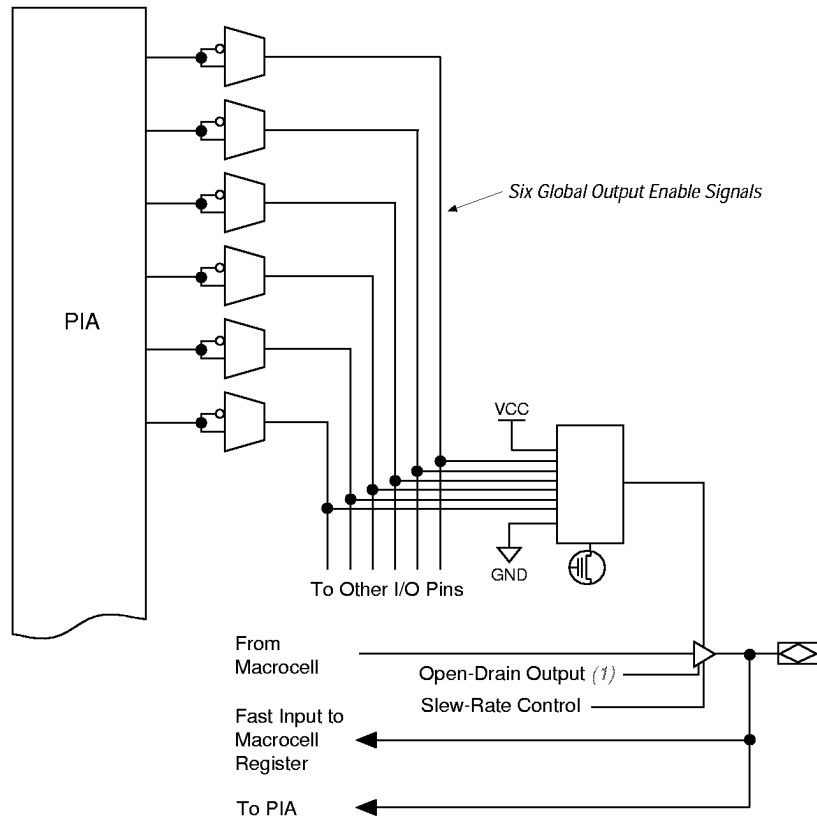 Six Global Output Enable Signals
PIA
VCC
GND
To Other I/O Pins
From
Macrocell
Open-Drain Output (1)
Slew-Rate Control
Fast Input to
Macrocell
Register
To PIA